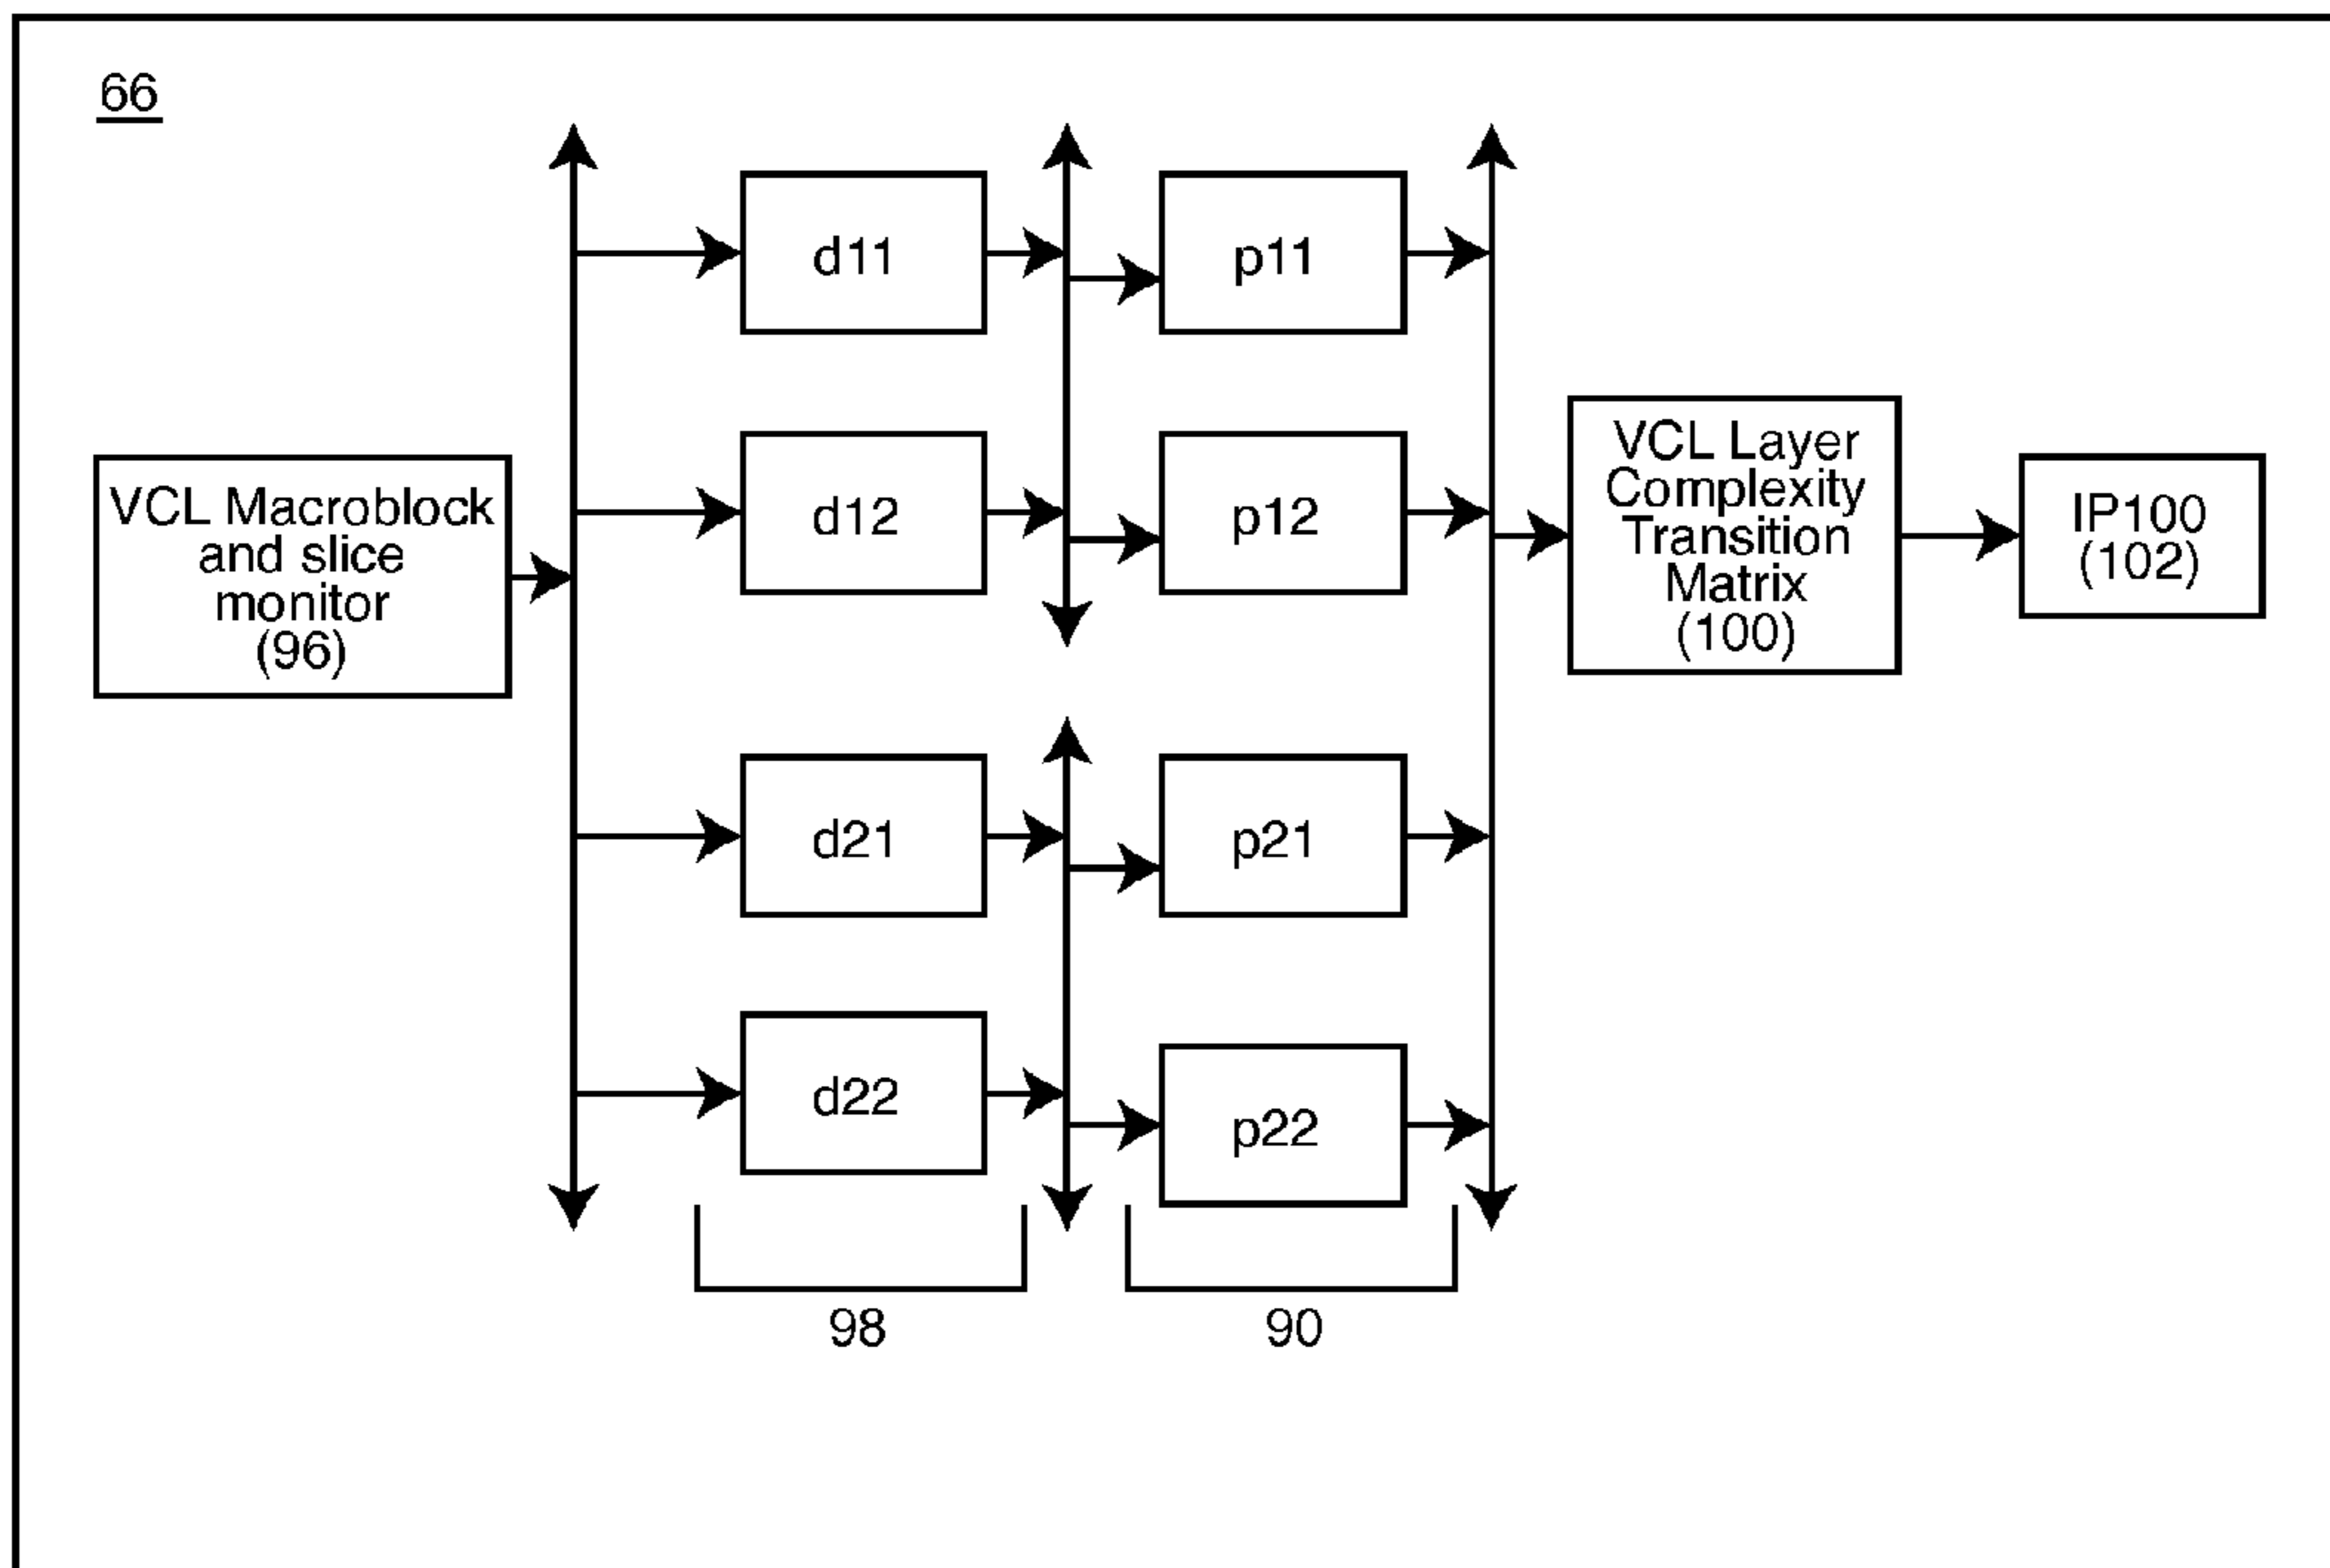 66
d11
p11
d12
p12
VCL Macroblock
and slice
monitor
(96)
VCL Layer
Complexity
Transition
Matrix
(100)
IP100
(102)
d21
p21
d22
p22
98
90